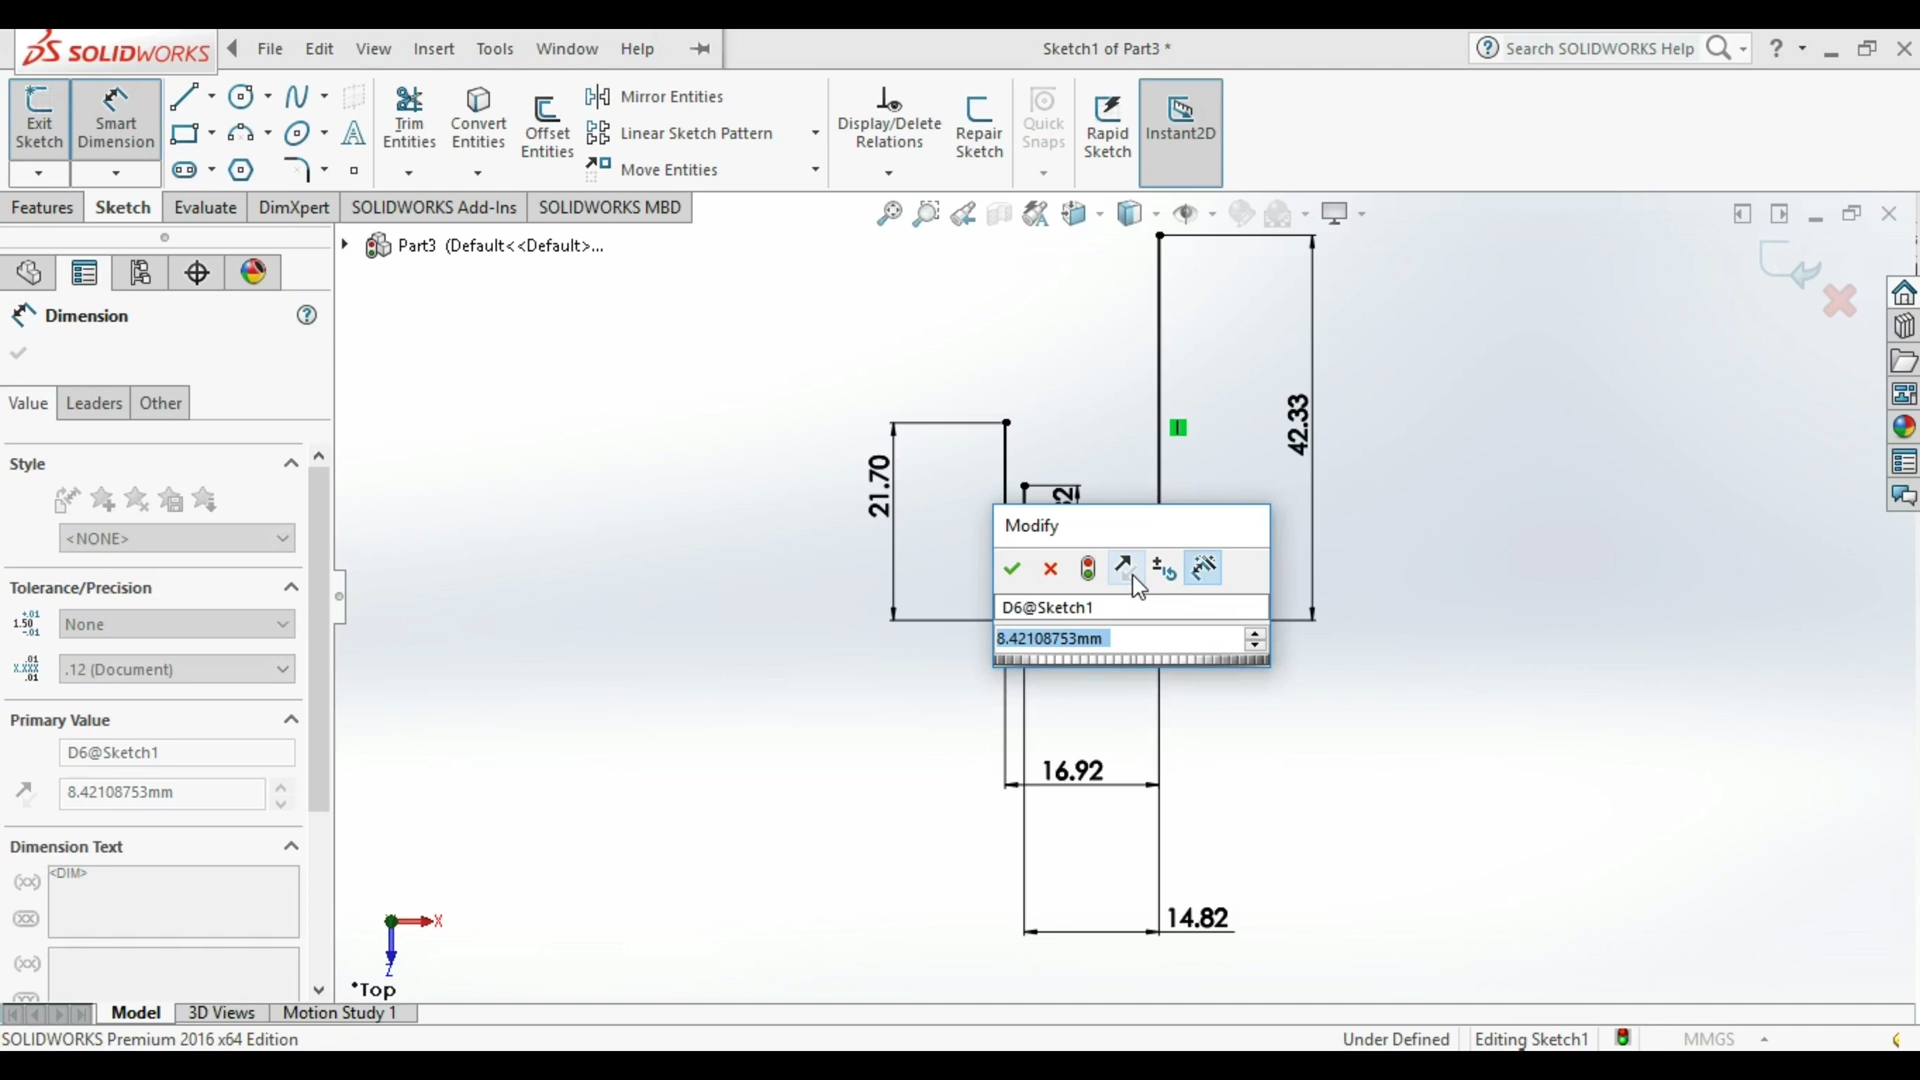 SOLIDWORKS File Edit View Insert Tools Window Help Sketch1 of Part3 * Search SOLIDWORKS Help ?
Exit Sketch
Smart Dimension
Trim Entities
Convert Entities
Offset Entities
Mirror Entities
Linear Sketch Pattern
Move Entities
Display/Delete Relations
Repair Sketch
Quick Snaps
Rapid Sketch
Instant2D
Features Sketch Evaluate DimXpert SOLIDWORKS Add-Ins SOLIDWORKS MBD
Part3 (Default<<Default>...
Dimension
Value Leaders Other
Style
<NONE>
Tolerance/Precision
None
.12 (Document)
Primary Value
D6@Sketch1
8.42108753mm
Dimension Text
<DIM>
42.33
21.70
Modify
D6@Sketch1
8.42108753mm
16.92
14.82
X
Z
*Top
Model 3D Views Motion Study 1
SOLIDWORKS Premium 2016 x64 Edition Under Defined Editing Sketch1 MMGS